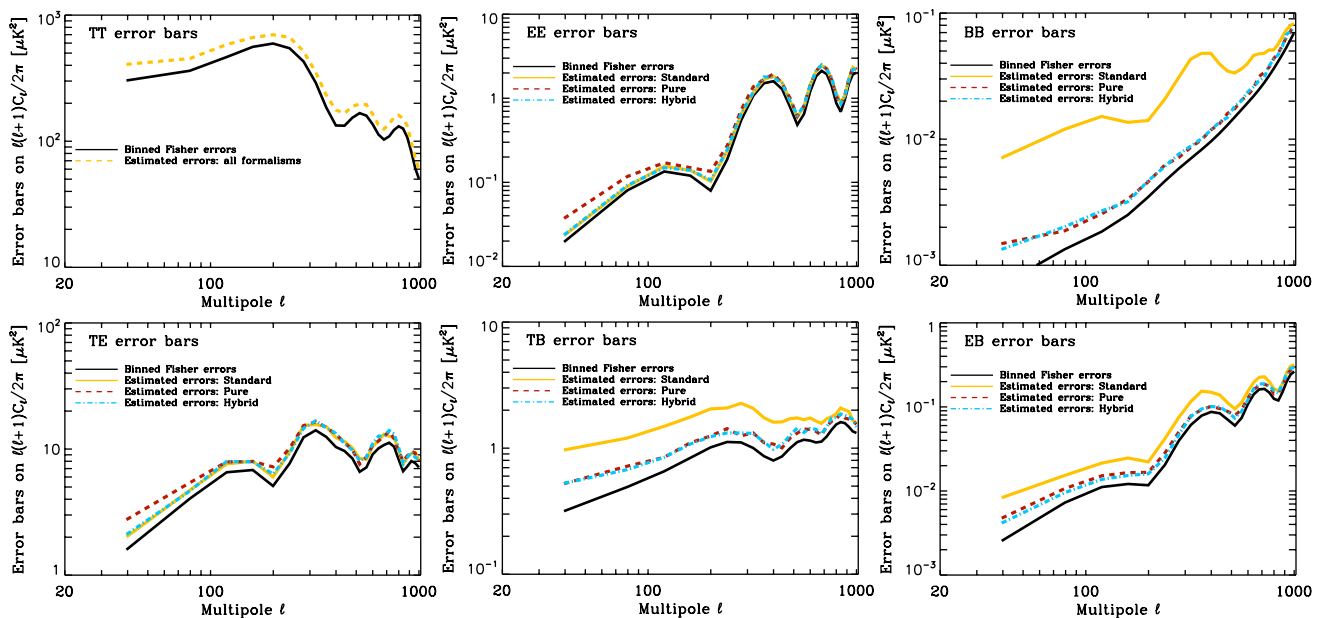 TT error bars
Binned Fisher errors
Estimated errors: all formalisms
Error bars on ℓ(ℓ+1)Cℓ/2π [μK²]
10³
10²
10
20
100
1000
Multipole ℓ
EE error bars
Binned Fisher errors
Estimated errors: Standard
Estimated errors: Pure
Estimated errors: Hybrid
Error bars on ℓ(ℓ+1)Cℓ/2π [μK²]
10
1
10⁻¹
10⁻²
20
100
1000
Multipole ℓ
BB error bars
Binned Fisher errors
Estimated errors: Standard
Estimated errors: Pure
Estimated errors: Hybrid
Error bars on ℓ(ℓ+1)Cℓ/2π [μK²]
10⁻¹
10⁻²
10⁻³
20
100
1000
Multipole ℓ
TE error bars
Binned Fisher errors
Estimated errors: Standard
Estimated errors: Pure
Estimated errors: Hybrid
Error bars on ℓ(ℓ+1)Cℓ/2π [μK²]
10²
10
1
20
100
1000
Multipole ℓ
TB error bars
Binned Fisher errors
Estimated errors: Standard
Estimated errors: Pure
Estimated errors: Hybrid
Error bars on ℓ(ℓ+1)Cℓ/2π [μK²]
10
1
10⁻¹
20
100
1000
Multipole ℓ
EB error bars
Binned Fisher errors
Estimated errors: Standard
Estimated errors: Pure
Estimated errors: Hybrid
Error bars on ℓ(ℓ+1)Cℓ/2π [μK²]
1
10⁻¹
10⁻²
10⁻³
20
100
1000
Multipole ℓ